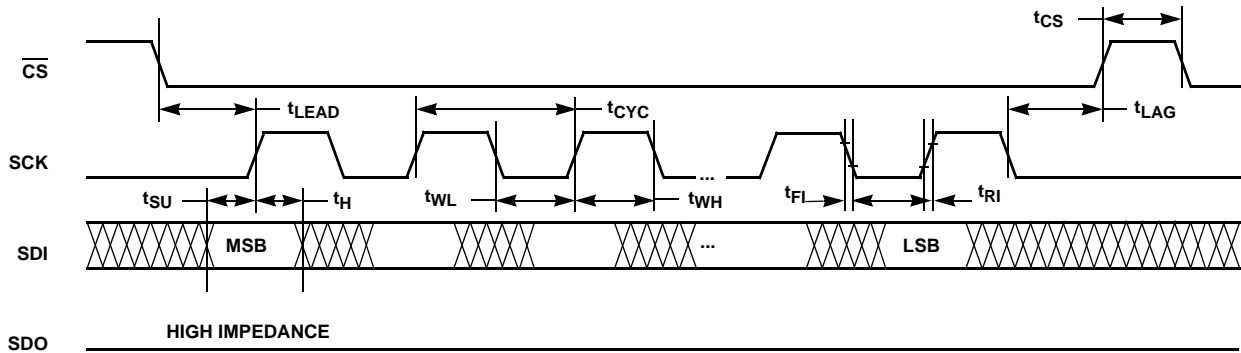 tCS
CS
tLEAD
tCYC
tLAG
SCK
...
tSU
tH
tWL
tWH
tFI
tRI
SDI
MSB
...
LSB
HIGH IMPEDANCE
SDO